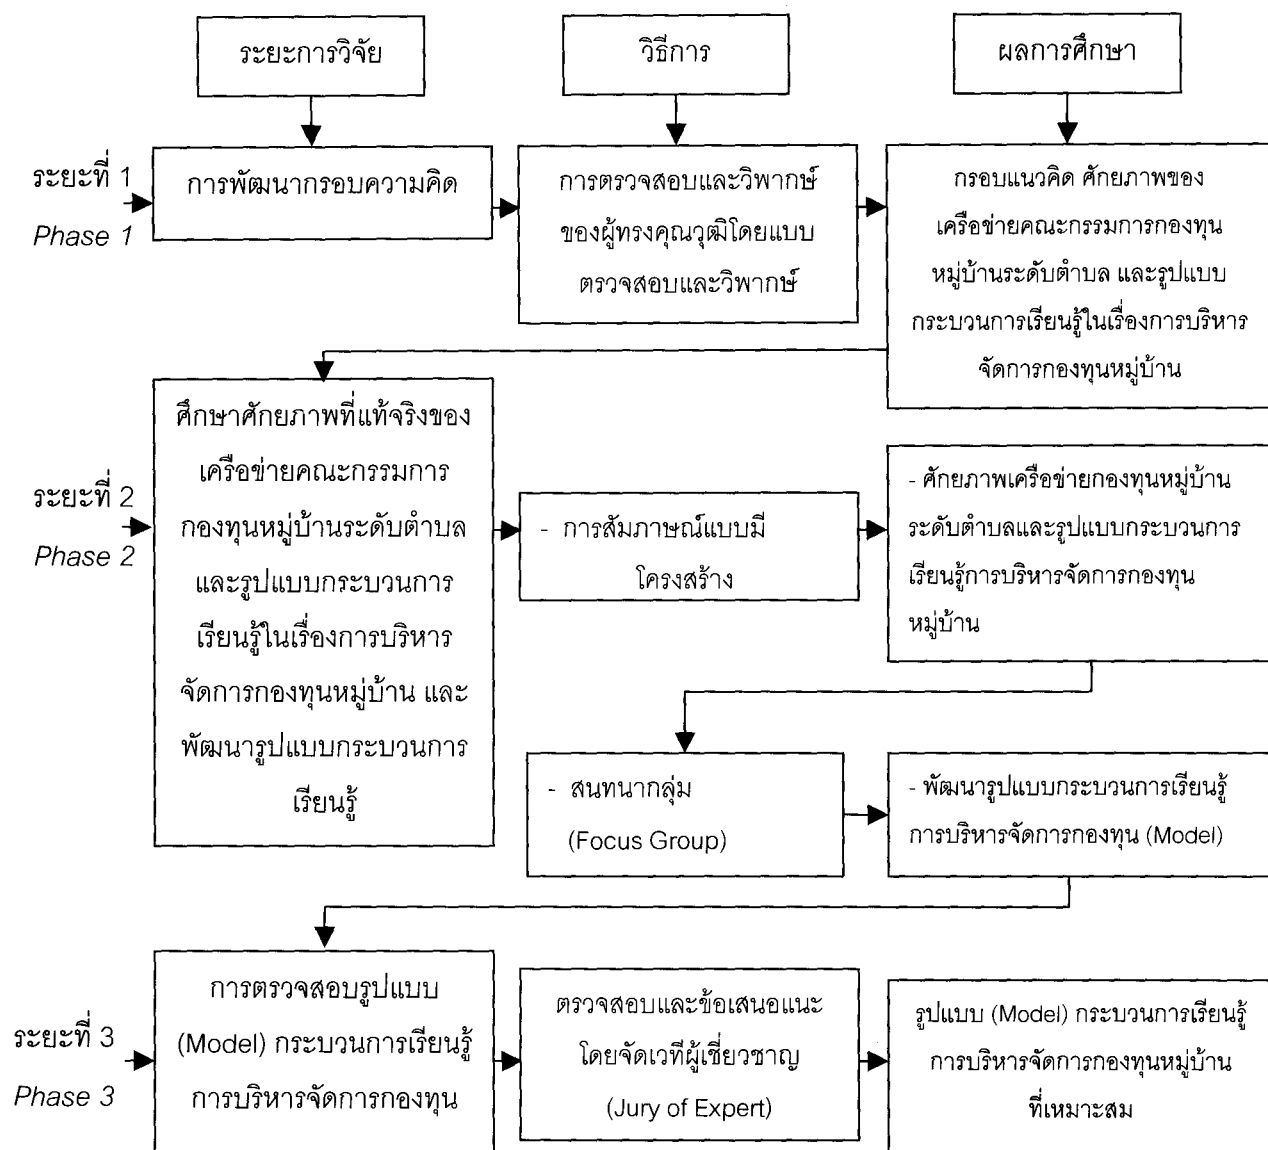 ระยะการวิจัย
วิธีการ
ผลการศึกษา
ระยะที่ 1
Phase 1
การพัฒนากรอบความคิด
การตรวจสอบและวิพากษ์
ของผู้ทรงคุณวุฒิโดยแบบ
ตรวจสอบและวิพากษ์
กรอบแนวคิด ศักยภาพของ
เครือข่ายคณะกรรมการกองทุน
หมู่บ้านระดับตำบล และรูปแบบ
กระบวนการเรียนรู้ในเรื่องการบริหาร
จัดการกองทุนหมู่บ้าน
ระยะที่ 2
Phase 2
ศึกษาศักยภาพที่แท้จริงของ
เครือข่ายคณะกรรมการ
กองทุนหมู่บ้านระดับตำบล
และรูปแบบกระบวนการ
เรียนรู้ในเรื่องการบริหาร
จัดการกองทุนหมู่บ้าน และ
พัฒนารูปแบบกระบวนการ
เรียนรู้
- การสัมภาษณ์แบบมี
โครงสร้าง
- ศักยภาพเครือข่ายกองทุนหมู่บ้าน
ระดับตำบลและรูปแบบกระบวนการ
เรียนรู้การบริหารจัดการกองทุน
หมู่บ้าน
- สนทนากลุ่ม
(Focus Group)
- พัฒนารูปแบบกระบวนการเรียนรู้
การบริหารจัดการกองทุน (Model)
ระยะที่ 3
Phase 3
การตรวจสอบรูปแบบ
(Model) กระบวนการเรียนรู้
การบริหารจัดการกองทุน
ตรวจสอบและข้อเสนอแนะ
โดยจัดเวทีผู้เชี่ยวชาญ
(Jury of Expert)
รูปแบบ (Model) กระบวนการเรียนรู้
การบริหารจัดการกองทุนหมู่บ้าน
ที่เหมาะสม